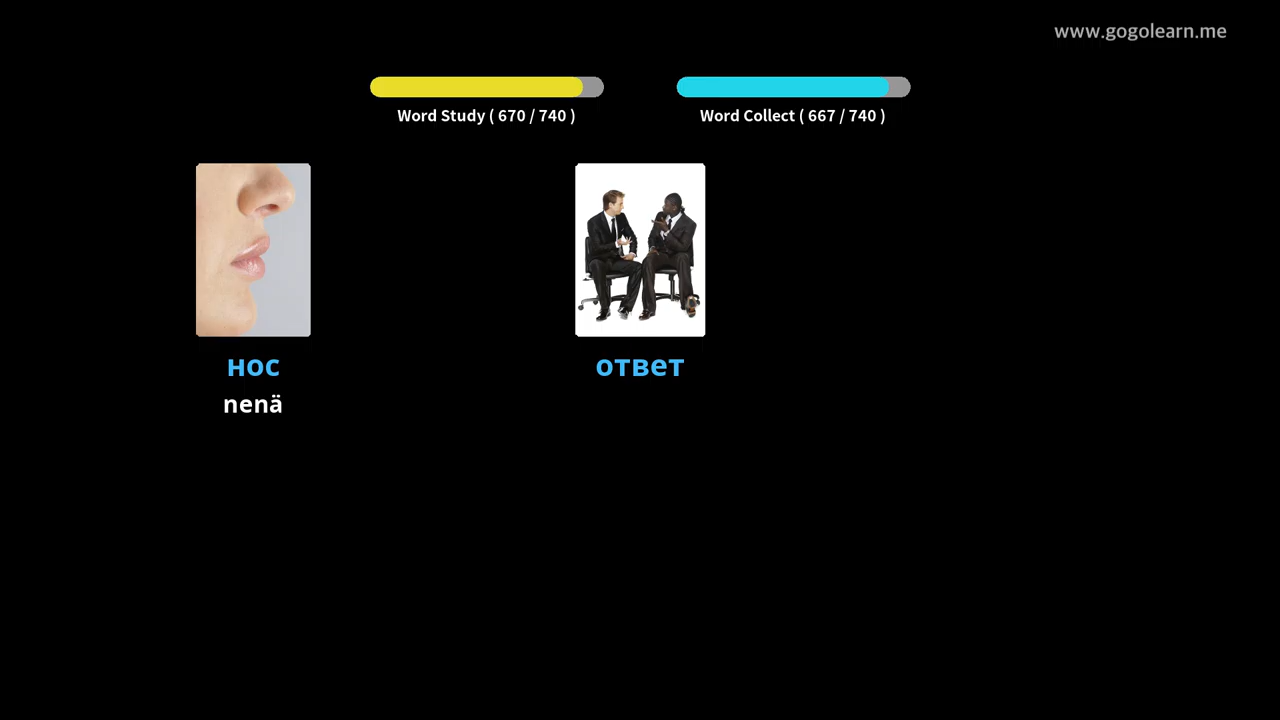 www.gogolearn.me
Word Study ( 670 / 740 )
Word Collect ( 667 / 740 )
нос
ответ
nenä